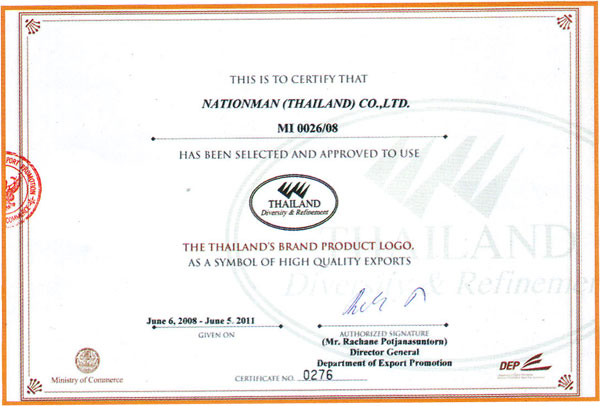 THIS IS TO CERTIFY THAT
NATIONMAN (THAILAND) CO.,LTD.
MI 0026/08
HAS BEEN SELECTED AND APPROVED TO USE
THAILAND
Diversity & Refinement
THE THAILAND'S BRAND PRODUCT LOGO,
AS A SYMBOL OF HIGH QUALITY EXPORTS
THAILAND
Diversity & Refinement
June 6, 2008 - June 5, 2011
GIVEN ON
AUTHORIZED SIGNATURE
(Mr. Rachane Potjanasuntorn)
Director General
Department of Export Promotion
Ministry of Commerce
CERTIFICATE NO. 0276
DEP